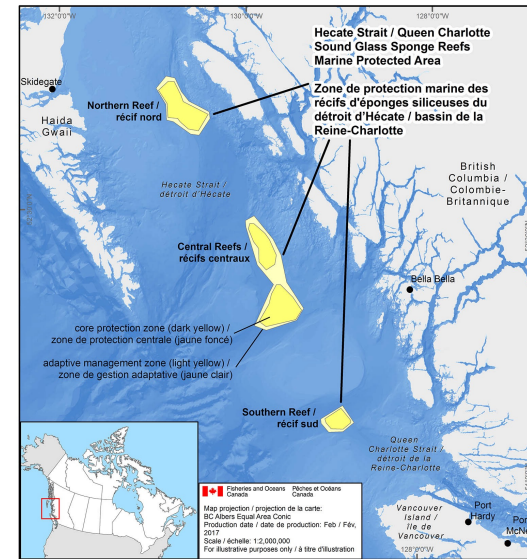 132°0'0"W
130°0'0"W
128°0'0"W
Hecate Strait / Queen Charlotte
Sound Glass Sponge Reefs
Marine Protected Area
Zone de protection marine des
récifs d'éponges siliceuses du
détroit d'Hécate / bassin de la
Reine-Charlotte
Skidegate
Northern Reef /
récif nord
Haida
Gwaii
British
Columbia /
Colombie-
Britannique
Hecate Strait /
détroit d'Hécate
Central Reefs /
récifs centraux
Bella Bella
core protection zone (dark yellow) /
zone de protection centrale (jaune foncé)
adaptive management zone (light yellow) /
zone de gestion adaptative (jaune clair)
Southern Reef /
récif sud
Queen
Charlotte Strait /
détroit de la
Reine-Charlotte
Fisheries and Oceans
Canada
Pêches et Océans
Canada
Map projection / projection de la carte:
BC Albers Equal Area Conic
Production date / date de production: Feb / Fév,
2017
Scale / échelle: 1:2,000,000
For illustrative purposes only / à titre d'illustration
Vancouver
Island /
Ile de
Vancouver
Port
Hardy
Port
McNe
128°0'0"W